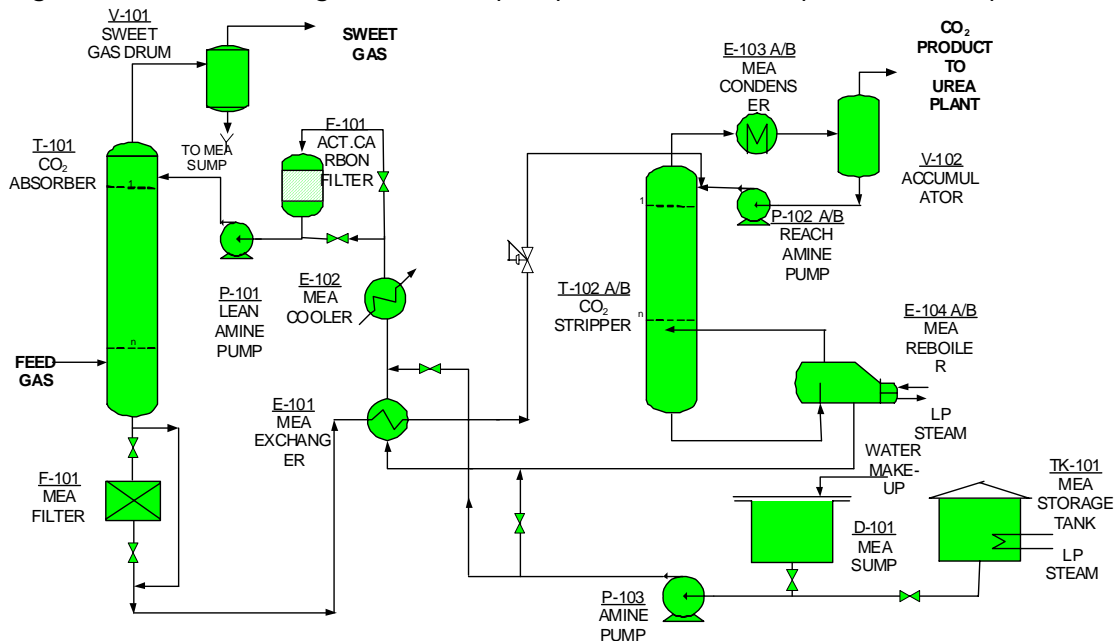 V-101
SWEET
GAS DRUM
SWEET
GAS
CO₂
PRODUCT
TO
UREA
PLANT
E-103 A/B
MEA
CONDENS
ER
F-101
ACT.CA
RBON
FILTER
TO MEA
SUMP
T-101
CO₂
ABSORBER
1
n
V-102
ACCUMUL
ATOR
1
n
P-102 A/B
REACH
AMINE
PUMP
E-102
MEA
COOLER
P-101
LEAN
AMINE
PUMP
T-102 A/B
CO₂
STRIPPER
E-104 A/B
MEA
REBOILE
R
FEED
GAS
E-101
MEA
EXCHANG
ER
LP
STEAM
WATER
MAKE-
UP
TK-101
MEA
STORAGE
TANK
F-101
MEA
FILTER
D-101
MEA
SUMP
LP
STEAM
P-103
AMINE
PUMP